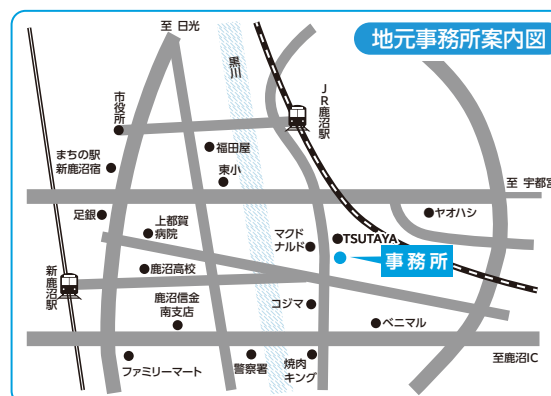 地元事務所案内図
至 日光
黒川
JR鹿沼駅
市役所
福田屋
まちの駅
新鹿沼宿
東小
至 宇都宮
足銀
上都賀
病院
ヤオハシ
マクド
ナルド
TSUTAYA
事務所
新鹿沼駅
鹿沼高校
鹿沼信金
南支店
コジマ
ベニマル
至鹿沼IC
ファミリーマート
警察署
焼肉
キング